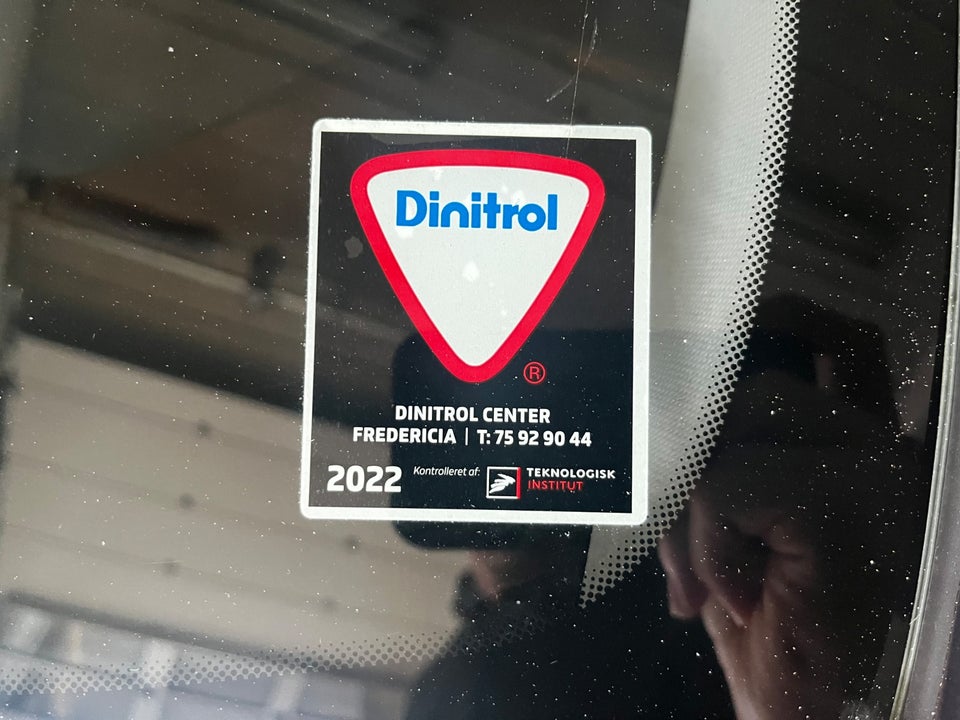 Dinitrol
®
DINITROL CENTER
FREDERICIA | T: 75 92 90 44
2022 Kontrolleret af: TEKNOLOGISK
INSTITUT